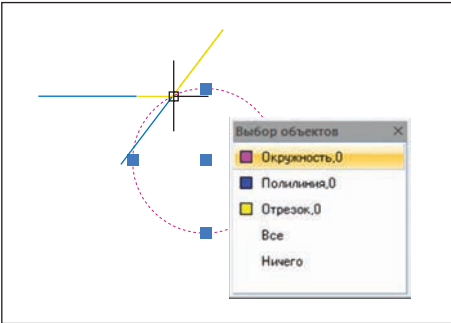 Выбор объектов
Окружность,0
Полилиния,0
Отрезок,0
Все
Ничего